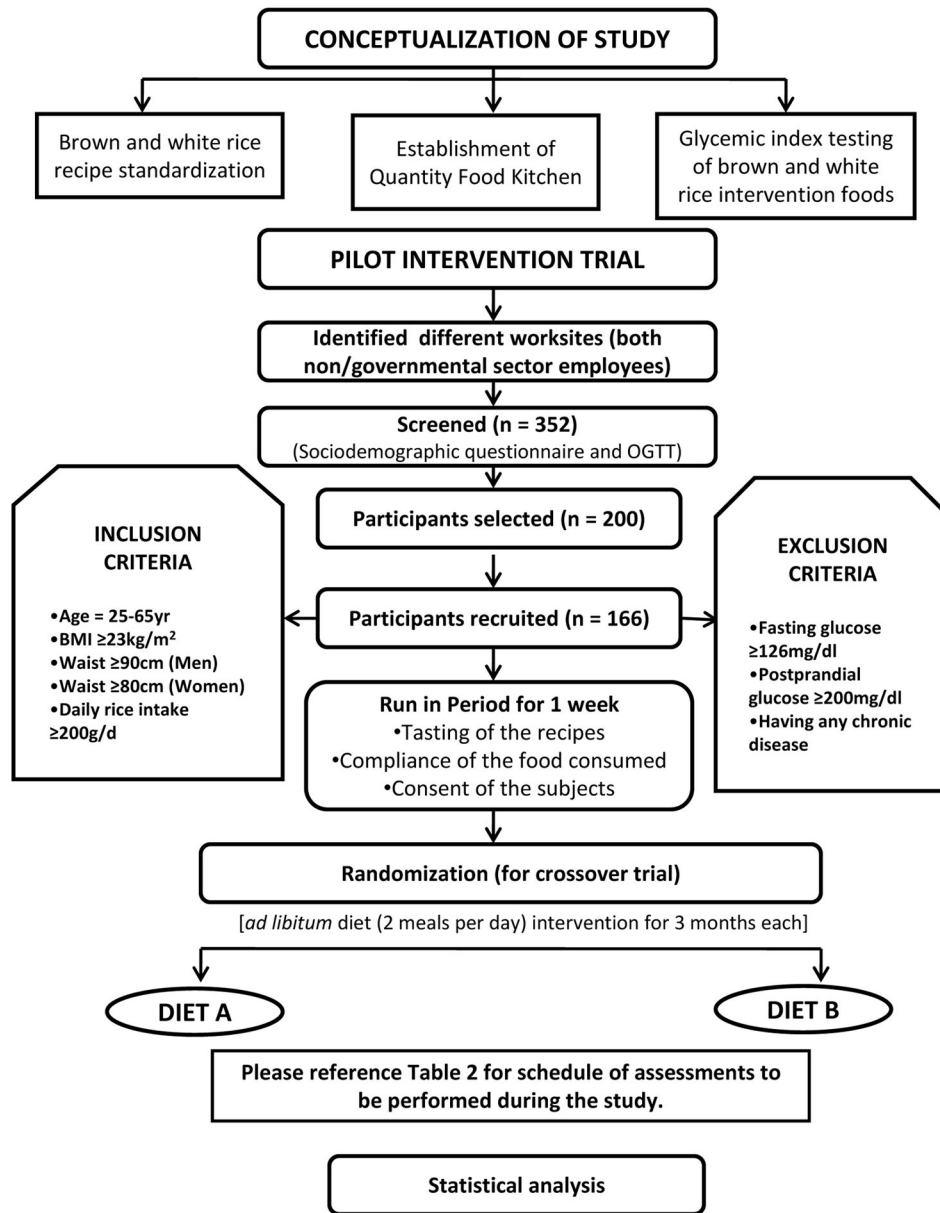 CONCEPTUALIZATION OF STUDY
Brown and white rice
recipe standardization
Establishment of
Quantity Food Kitchen
Glycemic index testing
of brown and white
rice intervention foods
PILOT INTERVENTION TRIAL
Identified different worksites (both
non/governmental sector employees)
Screened (n = 352)
(Sociodemographic questionnaire and OGTT)
Participants selected (n = 200)
INCLUSION
CRITERIA
•Age = 25-65yr
•BMI ≥23kg/m²
•Waist ≥90cm (Men)
•Waist ≥80cm (Women)
•Daily rice intake
≥200g/d
Participants recruited (n = 166)
EXCLUSION
CRITERIA
•Fasting glucose
≥126mg/dl
•Postprandial
glucose ≥200mg/dl
•Having any chronic
disease
Run in Period for 1 week
•Tasting of the recipes
•Compliance of the food consumed
•Consent of the subjects
Randomization (for crossover trial)
[ad libitum diet (2 meals per day) intervention for 3 months each]
DIET A
DIET B
Please reference Table 2 for schedule of assessments to
be performed during the study.
Statistical analysis